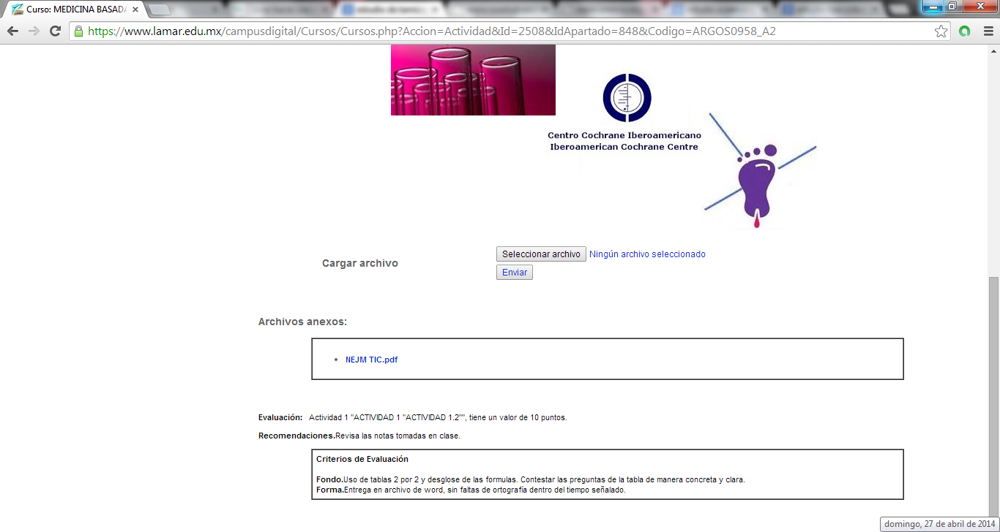 Curso: MEDICINA BASADA
https://www.lamar.edu.mx/campusdigital/Cursos/Cursos.php?Accion=Actividad&Id=2508&IdApartado=848&Codigo=ARGOS0958_A2
Centro Cochrane Iberoamericano
Iberoamerican Cochrane Centre
Cargar archivo
Seleccionar archivo Ningún archivo seleccionado
Enviar
Archivos anexos:
• NEJM TIC.pdf
Evaluación: Actividad 1 "ACTIVIDAD 1 "ACTIVIDAD 1.2"", tiene un valor de 10 puntos.
Recomendaciones.Revisa las notas tomadas en clase.
Criterios de Evaluación
Fondo.Uso de tablas 2 por 2 y desglose de las formulas. Contestar las preguntas de la tabla de manera concreta y clara.
Forma.Entrega en archivo de word, sin faltas de ortografía dentro del tiempo señalado.
domingo, 27 de abril de 2014